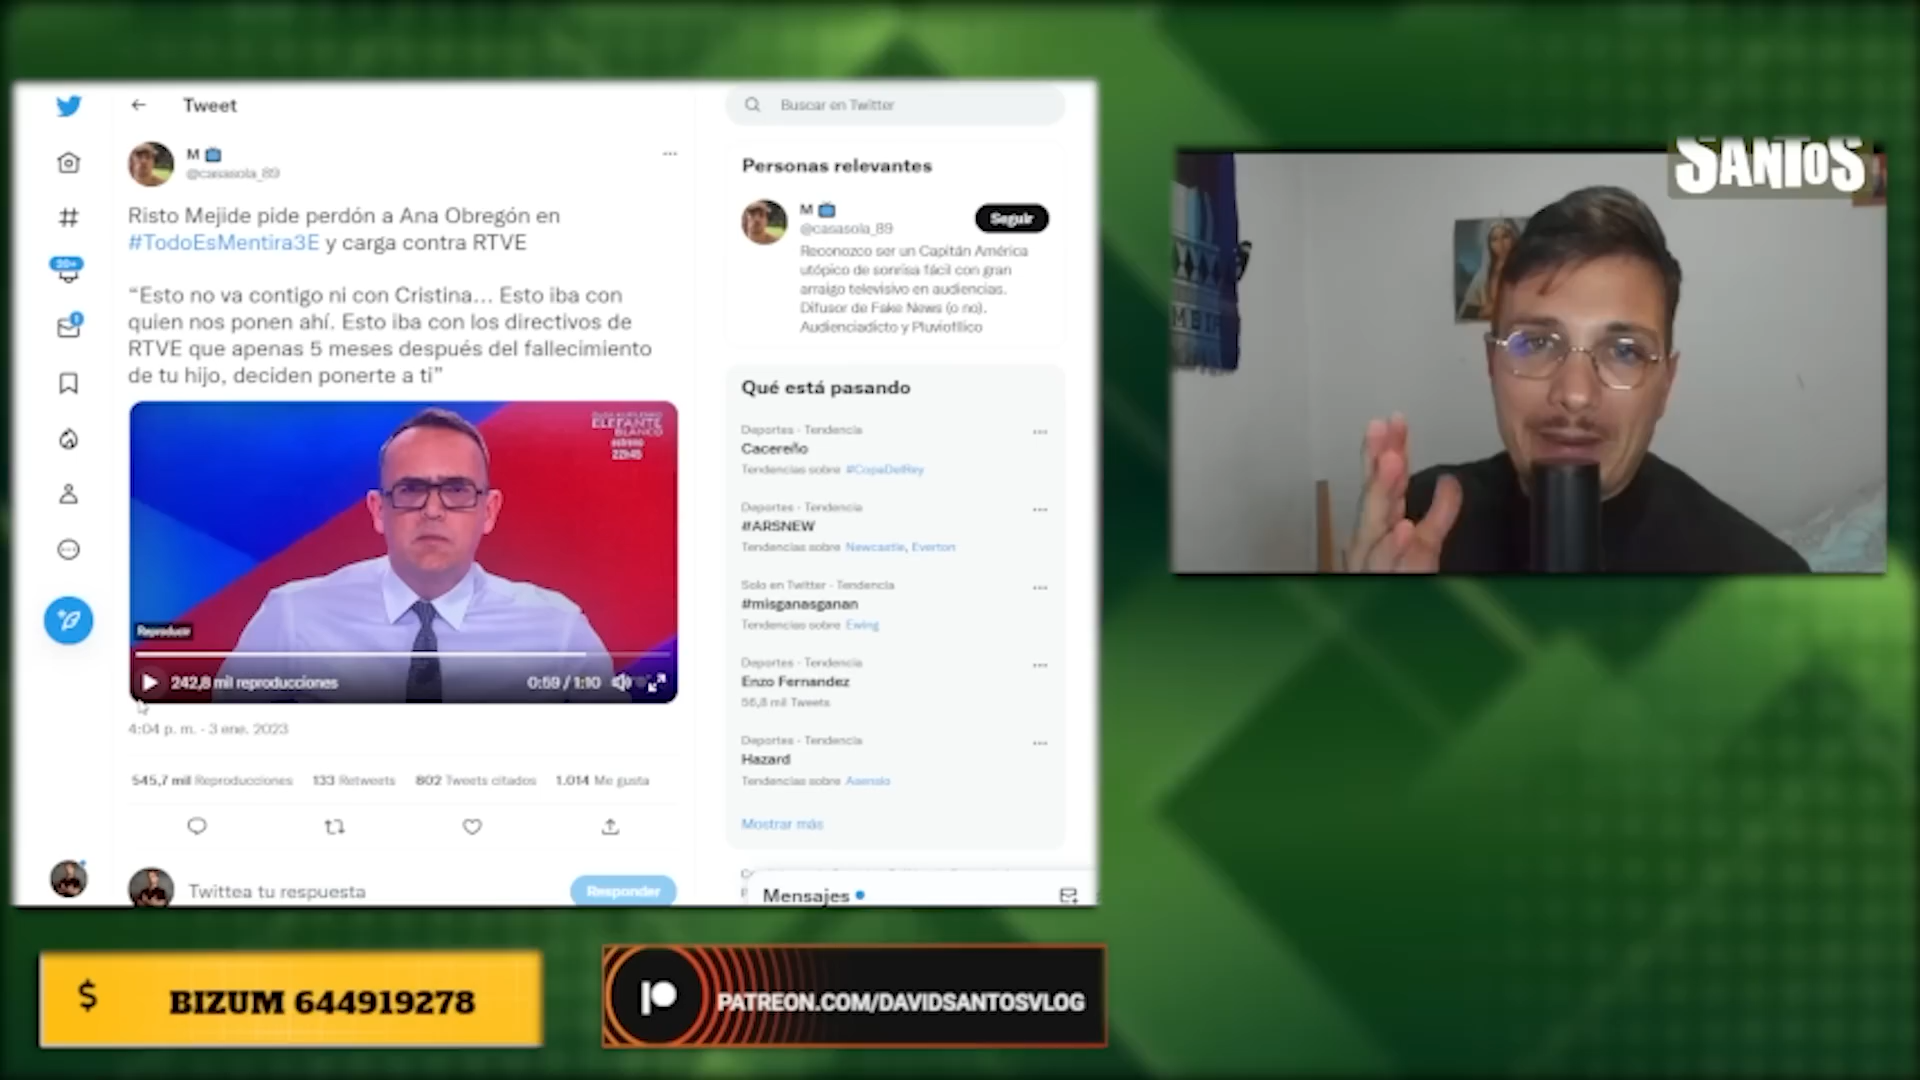 Tweet
M
@casasola_89
Risto Mejide pide perdón a Ana Obregón en
#TodoEsMentira3E y carga contra RTVE
“Esto no va contigo ni con Cristina... Esto iba con
quien nos ponen ahí. Esto iba con los directivos de
RTVE que apenas 5 meses después del fallecimiento
de tu hijo, deciden ponerte a ti”
ELEFANTE
BLANCO
estreno
22h45
Reproducir
242,8 mil reproducciones
0:59 / 1:10
4:04 p. m. · 3 ene. 2023
545,7 mil Reproducciones 133 Retweets 802 Tweets citados 1.014 Me gusta
Twittea tu respuesta
Responder
20+
1
Buscar en Twitter
Personas relevantes
M
@casasola_89
Seguir
Reconozco ser un Capitán América
utópico de sonrisa fácil con gran
arraigo televisivo en audiencias.
Difusor de Fake News (o no).
Audienciadicto y Pluviofílico
Qué está pasando
Deportes · Tendencia
Cacereño
Tendencias sobre #CopaDelRey
Deportes · Tendencia
#ARSNEW
Tendencias sobre Newcastle, Everton
Solo en Twitter · Tendencia
#misganasganan
Tendencias sobre Ewing
Deportes · Tendencia
Enzo Fernandez
56,8 mil Tweets
Deportes · Tendencia
Hazard
Tendencias sobre Asensio
Mostrar más
Mensajes
SANTOS
$ BIZUM 644919278
PATREON.COM/DAVIDSANTOSVLOG